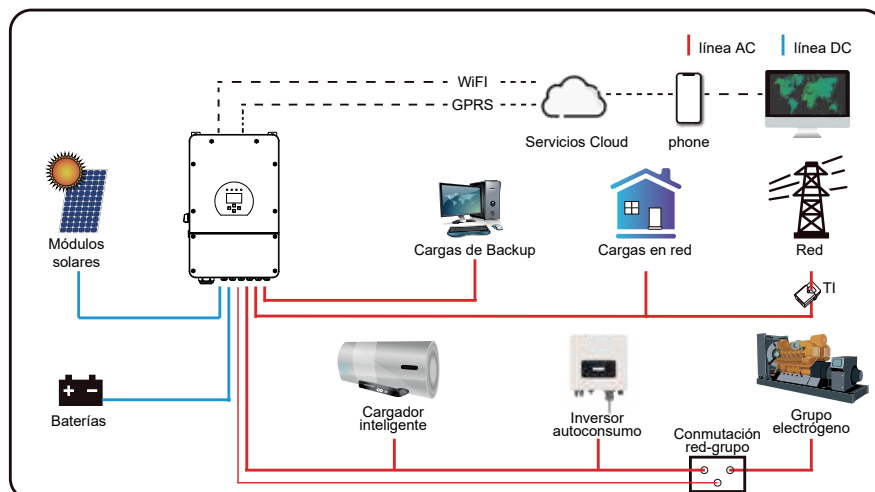 línea AC
línea DC
WiFI
GPRS
Servicios Cloud
phone
Módulos
solares
Cargas de Backup
Cargas en red
Red
TI
Baterías
Cargador
inteligente
Inversor
autoconsumo
Grupo
electrógeno
Conmutación
red-grupo